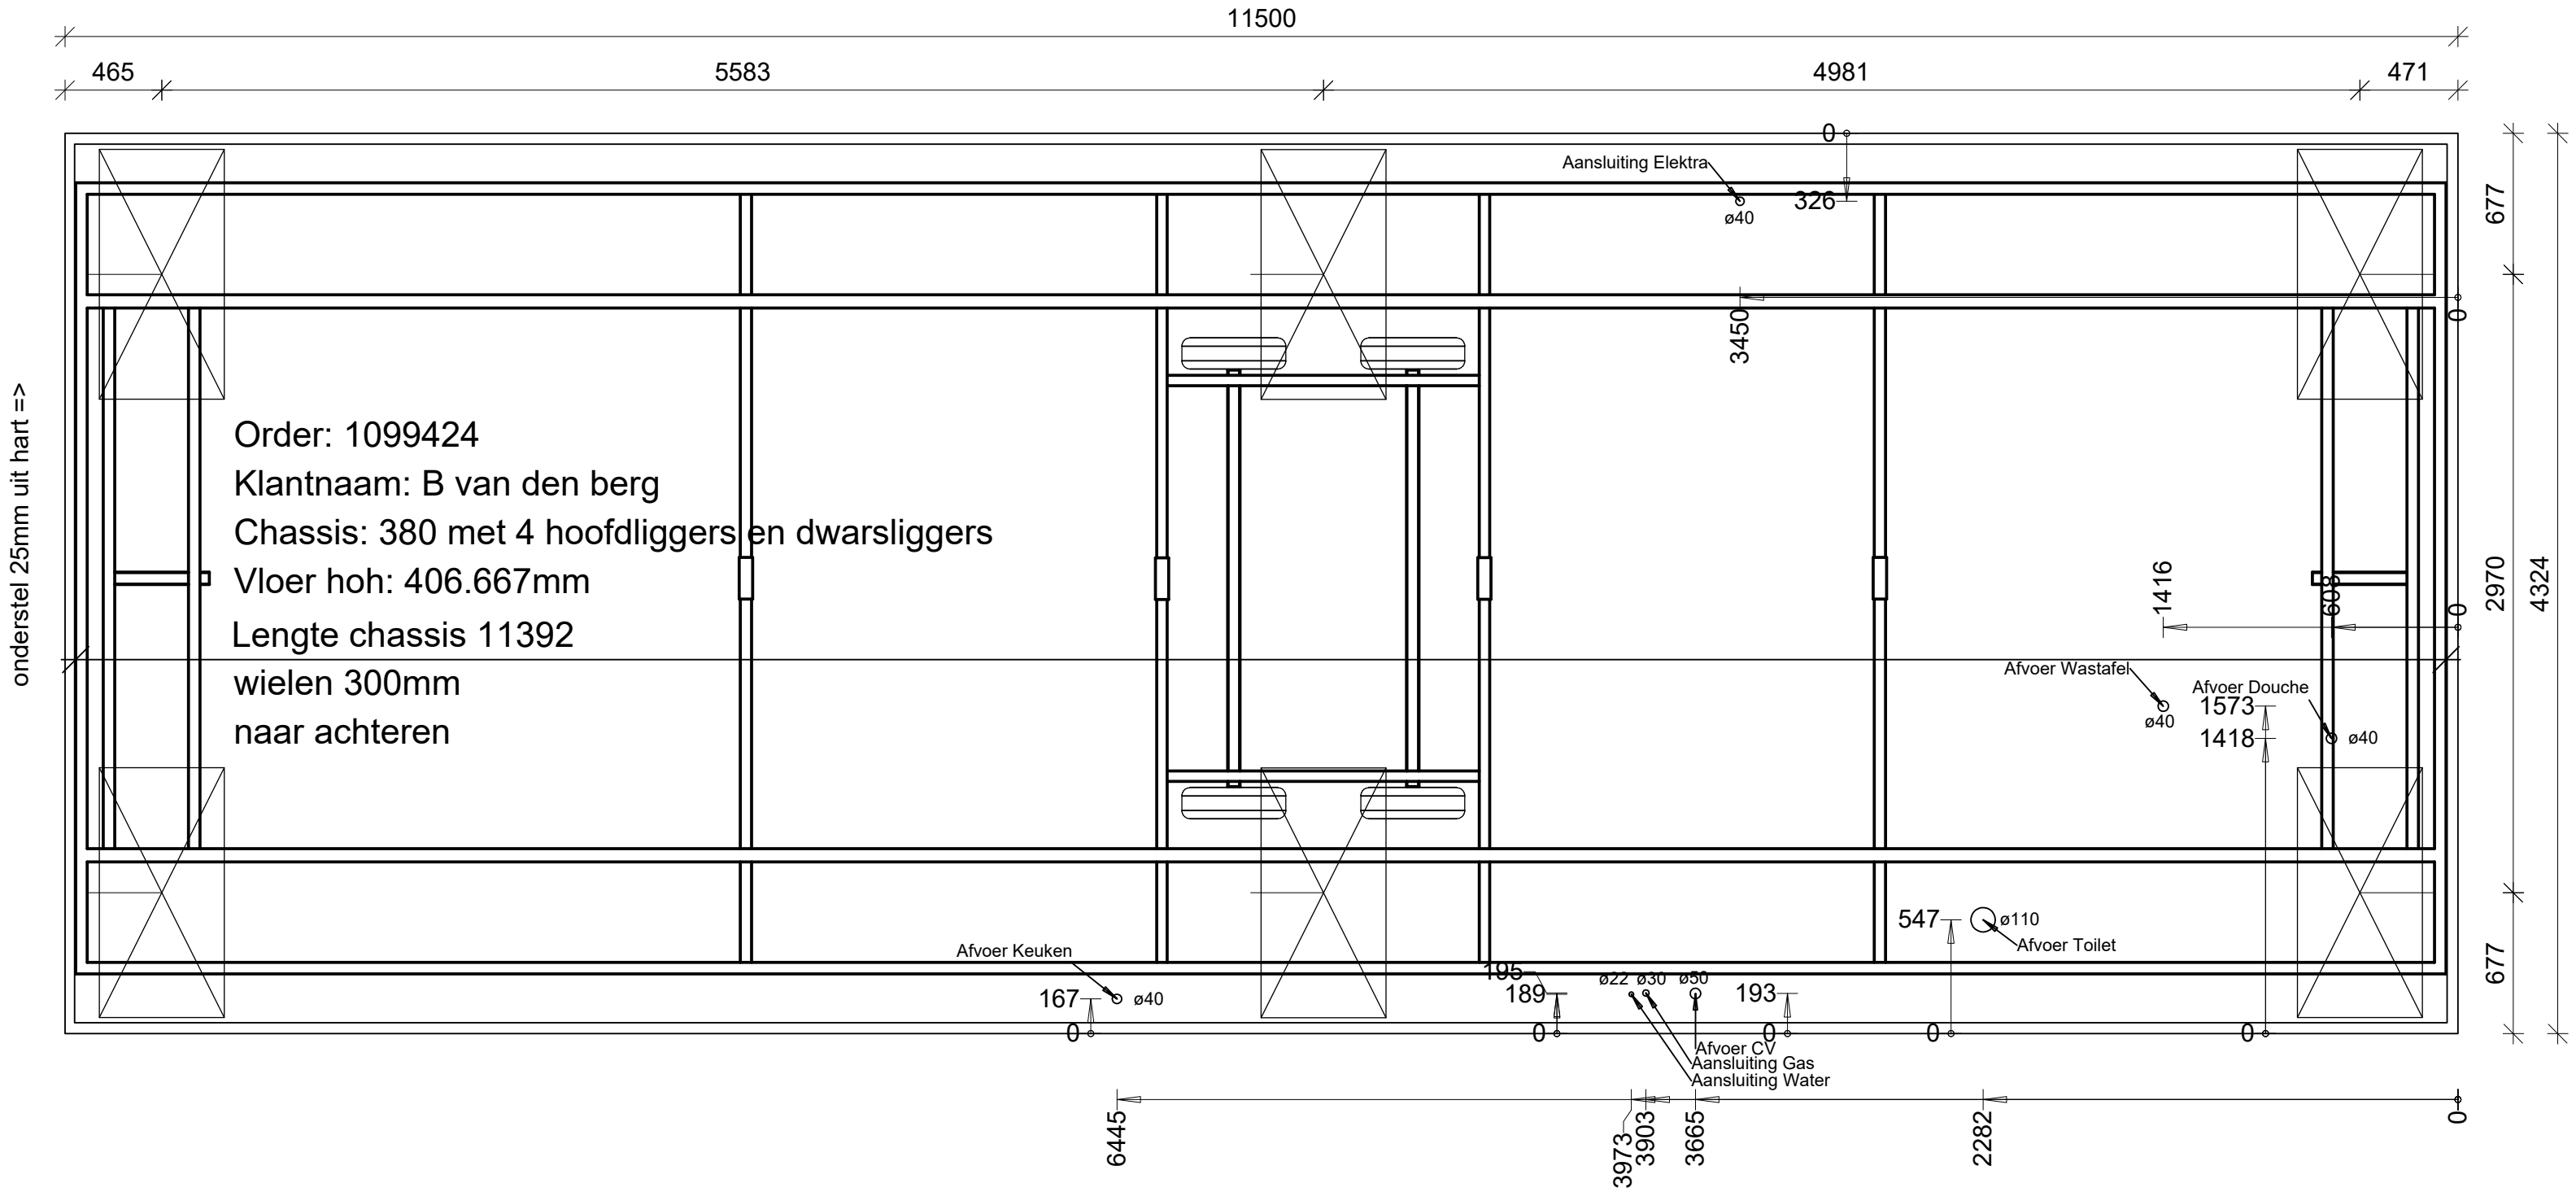 11500
465
5583
4981
471
0
Aansluiting Elektra
326
ø40
677
3450
0
onderstel 25mm uit hart =>
Order: 1099424
Klantnaam: B van den berg
Chassis: 380 met 4 hoofdliggers en dwarsliggers
Vloer hoh: 406.667mm
Lengte chassis 11392
wielen 300mm
naar achteren
1416
608
0
2970
4324
Afvoer Wastafel
ø40
Afvoer Douche
1573
1418
ø40
547
ø110
Afvoer Toilet
677
Afvoer Keuken
167
ø40
0
195
189
0
ø22
ø30
ø50
193
0
0
0
Afvoer CV
Aansluiting Gas
Aansluiting Water
6445
3973
3903
3665
2282
0